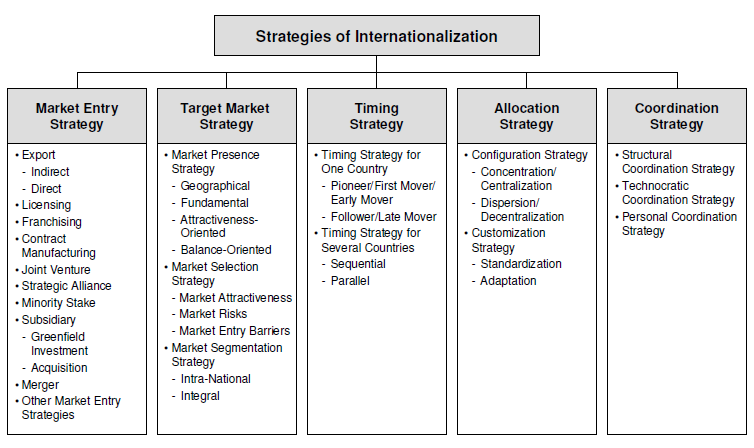 Strategies of Internationalization
Market Entry
Strategy
• Export
- Indirect
- Direct
• Licensing
• Franchising
• Contract
Manufacturing
• Joint Venture
• Strategic Alliance
• Minority Stake
• Subsidiary
- Greenfield
Investment
- Acquisition
• Merger
• Other Market Entry
Strategies
Target Market
Strategy
• Market Presence
Strategy
- Geographical
- Fundamental
- Attractiveness-
Oriented
- Balance-Oriented
• Market Selection
Strategy
- Market Attractiveness
- Market Risks
- Market Entry Barriers
• Market Segmentation
Strategy
- Intra-National
- Integral
Timing
Strategy
• Timing Strategy for
One Country
- Pioneer/First Mover/
Early Mover
- Follower/Late Mover
• Timing Strategy for
Several Countries
- Sequential
- Parallel
Allocation
Strategy
• Configuration Strategy
- Concentration/
Centralization
- Dispersion/
Decentralization
• Customization
Strategy
- Standardization
- Adaptation
Coordination
Strategy
• Structural
Coordination Strategy
• Technocratic
Coordination Strategy
• Personal Coordination
Strategy